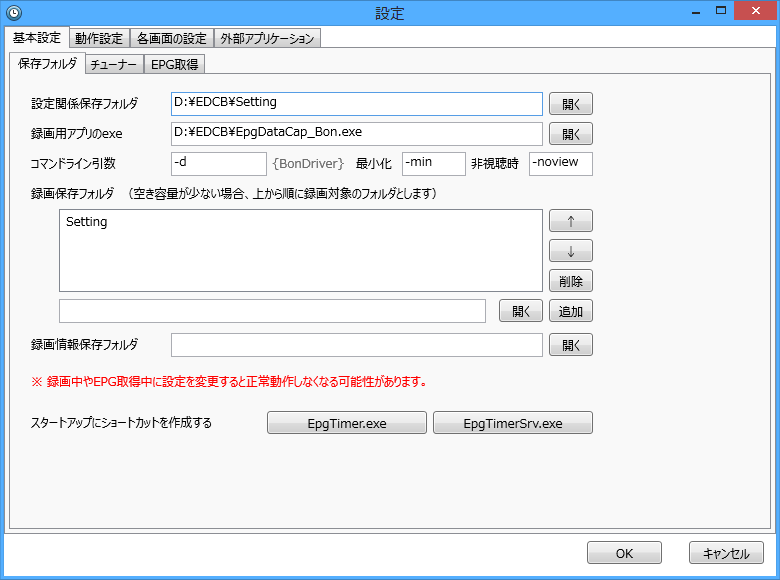 設定
基本設定 動作設定 各画面の設定 外部アプリケーション
保存フォルダ チューナー EPG取得
設定関係保存フォルダ D:¥EDCB¥Setting 開く
録画用アプリのexe D:¥EDCB¥EpgDataCap_Bon.exe 開く
コマンドライン引数 -d {BonDriver} 最小化 -min 非視聴時 -noview
録画保存フォルダ （空き容量が少ない場合、上から順に録画対象のフォルダとします）
Setting ↑
↓
削除
開く 追加
録画情報保存フォルダ 開く
※ 録画中やEPG取得中に設定を変更すると正常動作しなくなる可能性があります。
スタートアップにショートカットを作成する EpgTimer.exe EpgTimerSrv.exe
OK キャンセル